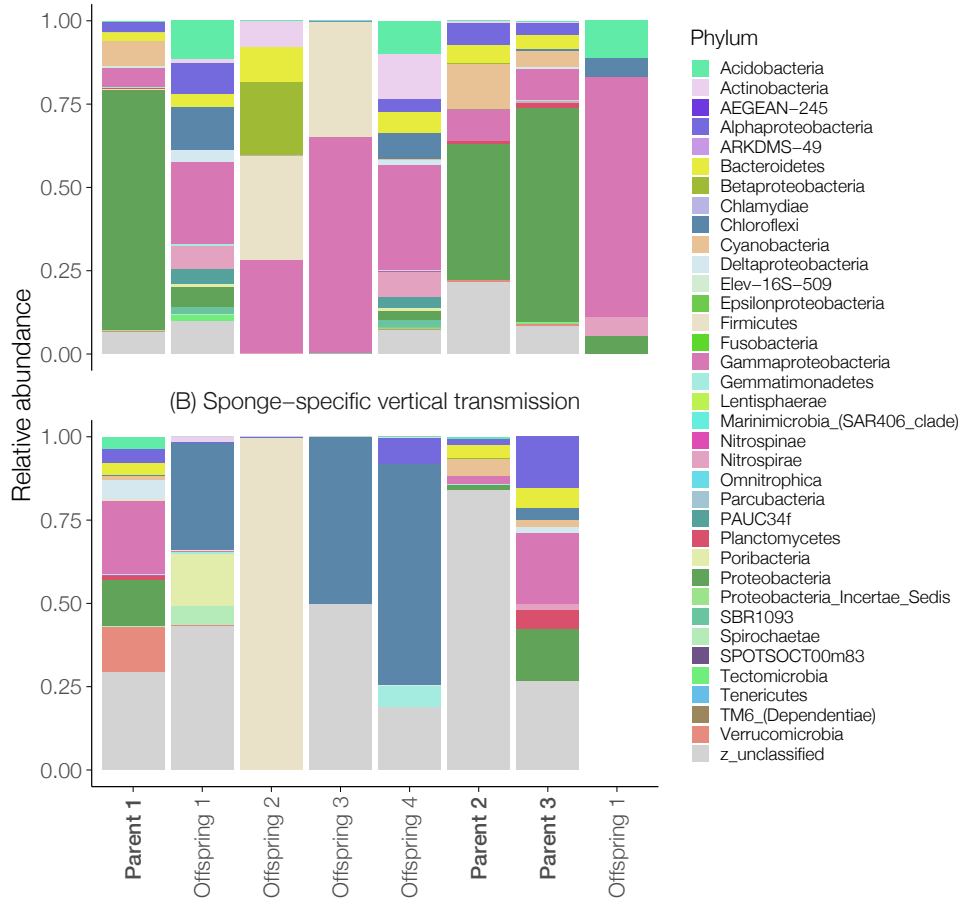 1.00
0.75
0.50
0.25
0.00
(B) Sponge−specific vertical transmission
1.00
0.75
0.50
0.25
0.00
Relative abundance
Parent 1
Offspring 1
Offspring 2
Offspring 3
Offspring 4
Parent 2
Parent 3
Offspring 1
Phylum
Acidobacteria
Actinobacteria
AEGEAN−245
Alphaproteobacteria
ARKDMS−49
Bacteroidetes
Betaproteobacteria
Chlamydiae
Chloroflexi
Cyanobacteria
Deltaproteobacteria
Elev−16S−509
Epsilonproteobacteria
Firmicutes
Fusobacteria
Gammaproteobacteria
Gemmatimonadetes
Lentisphaerae
Marinimicrobia_(SAR406_clade)
Nitrospinae
Nitrospirae
Omnitrophica
Parcubacteria
PAUC34f
Planctomycetes
Poribacteria
Proteobacteria
Proteobacteria_Incertae_Sedis
SBR1093
Spirochaetae
SPOTSOCT00m83
Tectomicrobia
Tenericutes
TM6_(Dependentiae)
Verrucomicrobia
z_unclassified